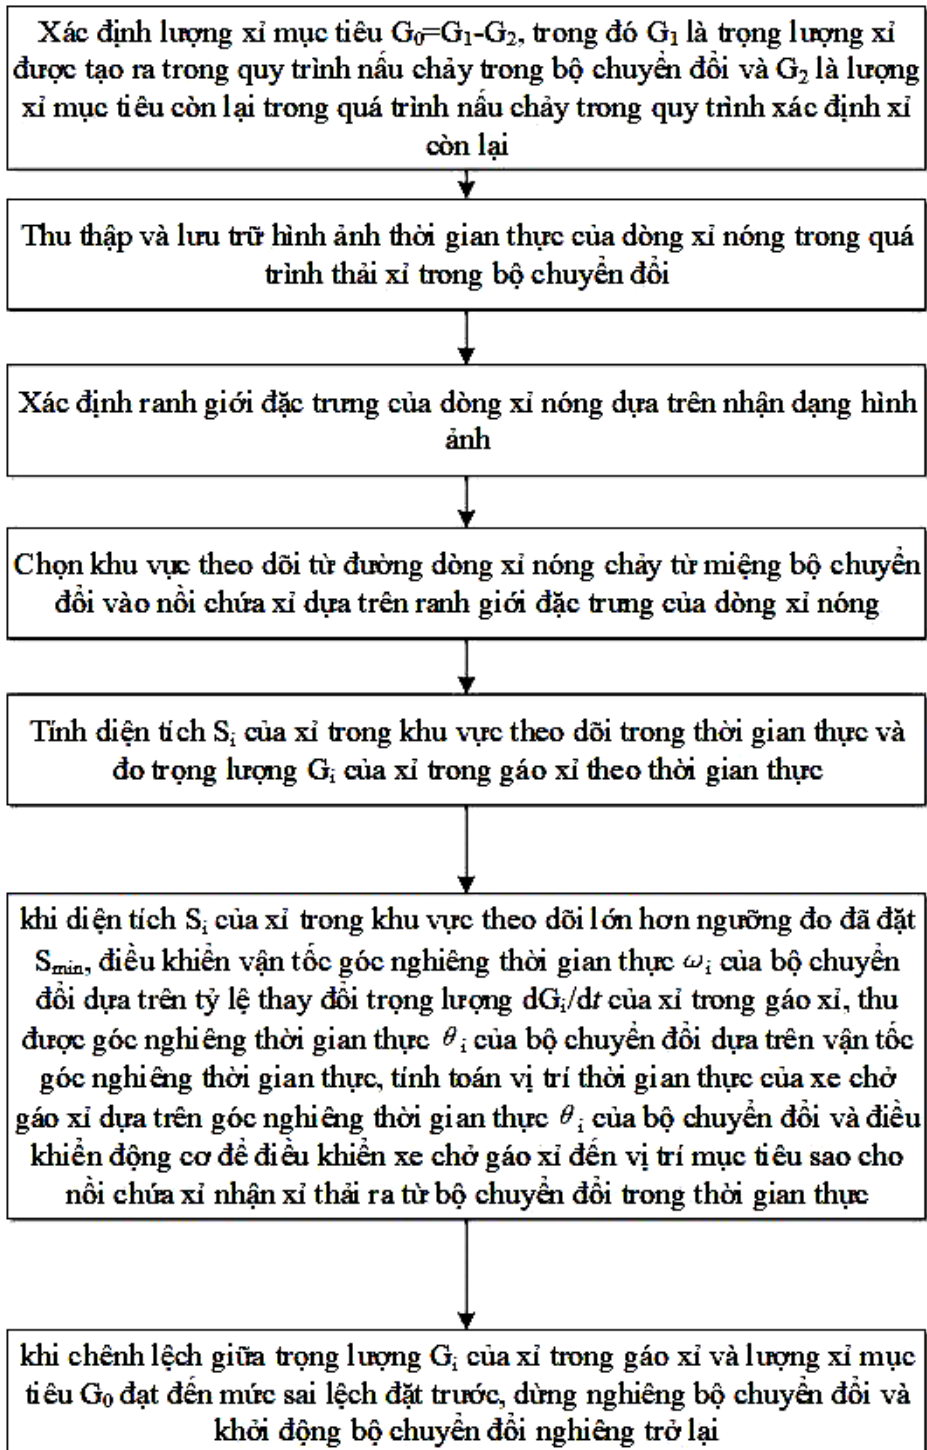 Xác định lượng xỉ mục tiêu G₀=G₁-G₂, trong đó G₁ là trọng lượng xỉ
được tạo ra trong quy trình nấu chảy trong bộ chuyển đổi và G₂ là lượng
xỉ mục tiêu còn lại trong quá trình nấu chảy trong quy trình xác định xỉ
còn lại
Thu thập và lưu trữ hình ảnh thời gian thực của dòng xỉ nóng trong quá
trình thải xỉ trong bộ chuyển đổi
Xác định ranh giới đặc trưng của dòng xỉ nóng dựa trên nhận dạng hình
ảnh
Chọn khu vực theo dõi từ đường dòng xỉ nóng chảy từ miệng bộ chuyển
đổi vào nồi chứa xỉ dựa trên ranh giới đặc trưng của dòng xỉ nóng
Tính diện tích Sᵢ của xỉ trong khu vực theo dõi trong thời gian thực và
đo trọng lượng Gᵢ của xỉ trong gáo xỉ theo thời gian thực
khi diện tích Sᵢ của xỉ trong khu vực theo dõi lớn hơn ngưỡng đo đã đặt
Smin, điều khiển vận tốc góc nghiêng thời gian thực ωᵢ của bộ chuyển
đổi dựa trên tỷ lệ thay đổi trọng lượng dGᵢ/dt của xỉ trong gáo xỉ, thu
được góc nghiêng thời gian thực θᵢ của bộ chuyển đổi dựa trên vận tốc
góc nghiêng thời gian thực, tính toán vị trí thời gian thực của xe chở
gáo xỉ dựa trên góc nghiêng thời gian thực θᵢ của bộ chuyển đổi và điều
khiển động cơ để điều khiển xe chở gáo xỉ đến vị trí mục tiêu sao cho
nồi chứa xỉ nhận xỉ thải ra từ bộ chuyển đổi trong thời gian thực
khi chênh lệch giữa trọng lượng Gᵢ của xỉ trong gáo xỉ và lượng xỉ mục
tiêu G₀ đạt đến mức sai lệch đặt trước, dừng nghiêng bộ chuyển đổi và
khởi động bộ chuyển đổi nghiêng trở lại